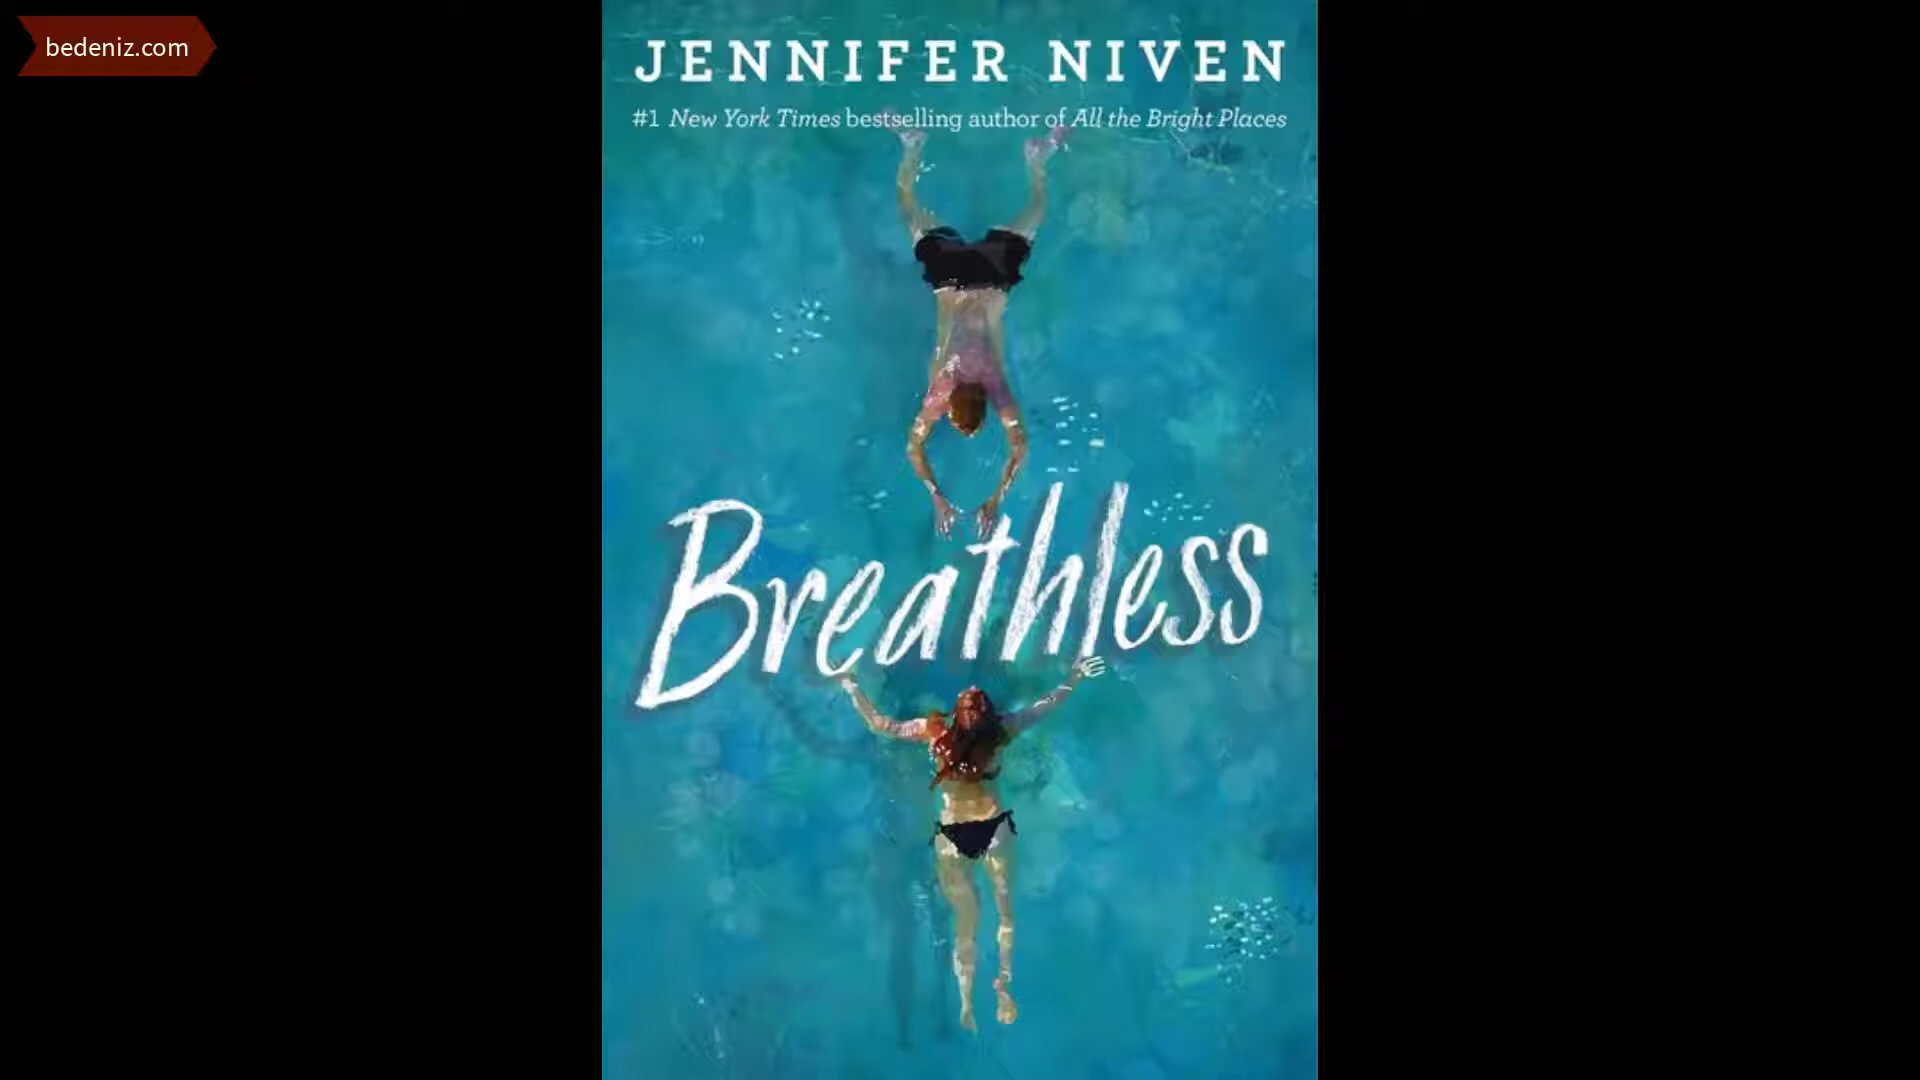 bedeniz.com
JENNIFER NIVEN
#1 New York Times bestselling author of All the Bright Places
Breathless